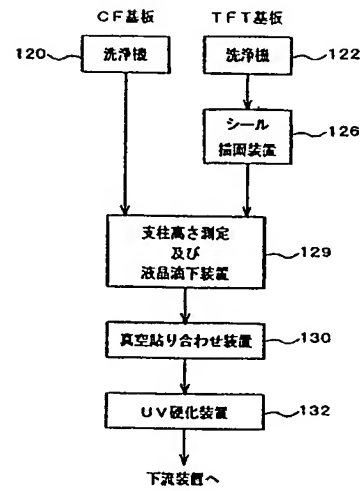 CF基板 TFT基板
120 洗浄機 洗浄機 122
シール
描画装置 126
支柱高さ測定
及び
液晶滴下装置 129
真空貼り合わせ装置 130
UV硬化装置 132
下流装置へ